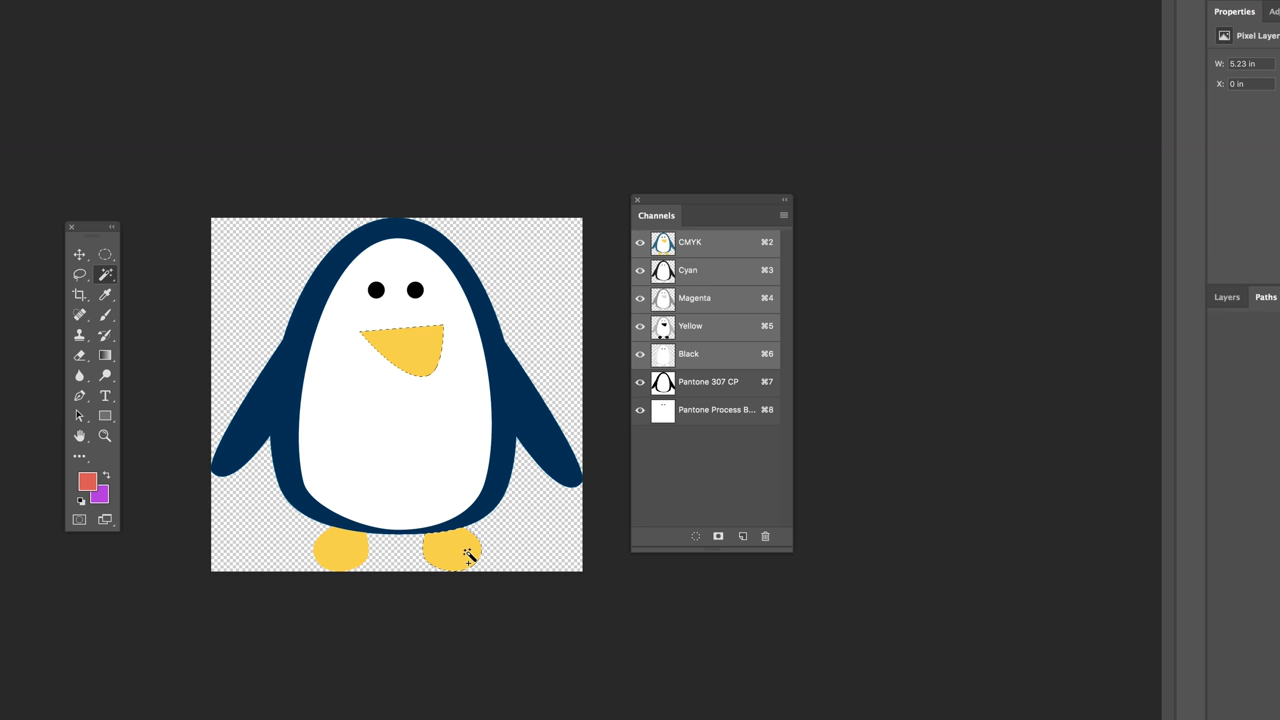 Properties
Ad
Pixel Layer
W: 5.23 in
X: 0 in
Channels
CMYK ⌘2
Cyan ⌘3
Magenta ⌘4
Yellow ⌘5
Black ⌘6
Pantone 307 CP ⌘7
Pantone Process B... ⌘8
Layers
Paths